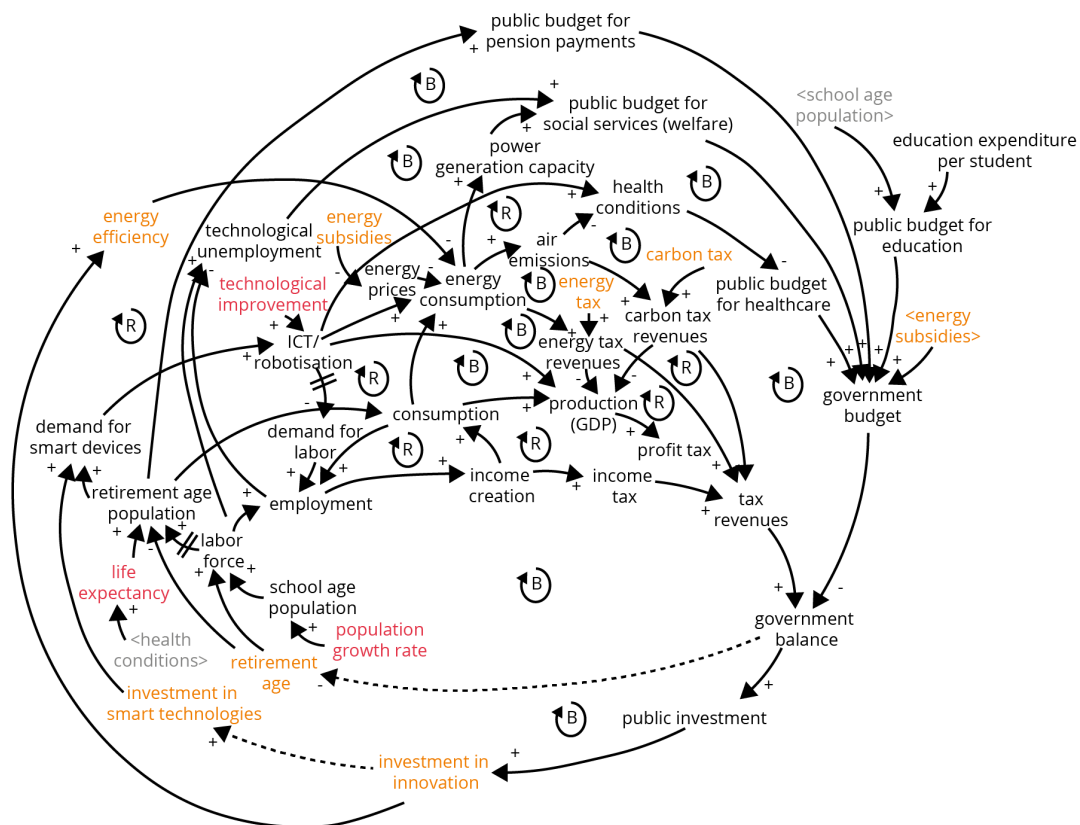 public budget for
pension payments
+
B
+
public budget for
social services (welfare)
<school age
population>
+
power
generation capacity
education expenditure
per student
B
+
B
health
conditions
+
+
+
energy
efficiency
+
R
energy
subsidies
technological
unemployment
-
+
-
B
public budget for
education
air
emissions
carbon tax
+
-
technological
improvement
-
energy
prices
-
energy
consumption
B
energy
tax
-
public budget
for healthcare
+
+
carbon tax
revenues
<energy
subsidies>
R
+
+
+
B
+
+
energy tax
revenues
ICT/
robotisation
+
+
+
+
+
+
R
B
-
-
R
B
+
government
budget
-
consumption
+
production
(GDP)
R
demand for
smart devices
demand for
labor
+
profit tax
R
R
+
+
+
+
+
+
income
creation
+
income
tax
+
retirement age
population
+
employment
+
tax
revenues
+
+
-
labor
force
+
+
life
expectancy
school age
population
B
+
-
+
+
government
balance
<health
conditions>
population
growth rate
retirement
age
-
+
investment in
smart technologies
B
public investment
+
+
investment in
innovation